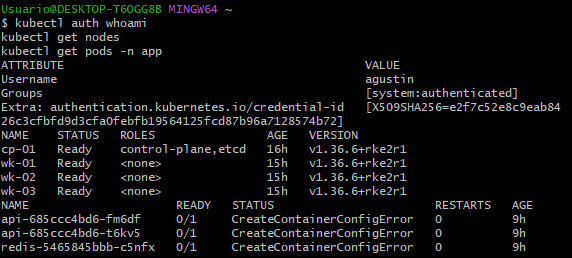 Usuario@DESKTOP-T6OGG8B MINGW64 ~
$ kubectl auth whoami
kubectl get nodes
kubectl get pods -n app
ATTRIBUTE                                      VALUE
Username                                       agustin
Groups                                         [system:authenticated]
Extra: authentication.kubernetes.io/credential-id   [X509SHA256=e2f7c52e8c9eab84
26c3cfbfd9d3cfa0febfb19564125fcd87b96a7128574b72]
NAME    STATUS   ROLES                AGE   VERSION
cp-01   Ready    control-plane,etcd   16h   v1.36.6+rke2r1
wk-01   Ready    <none>               15h   v1.36.6+rke2r1
wk-02   Ready    <none>               15h   v1.36.6+rke2r1
wk-03   Ready    <none>               15h   v1.36.6+rke2r1
NAME                     READY   STATUS                       RESTARTS   AGE
api-685ccc4bd6-fm6df     0/1     CreateContainerConfigError   0          9h
api-685ccc4bd6-t6kv5     0/1     CreateContainerConfigError   0          9h
redis-5465845bbb-c5nfx   0/1     CreateContainerConfigError   0          9h